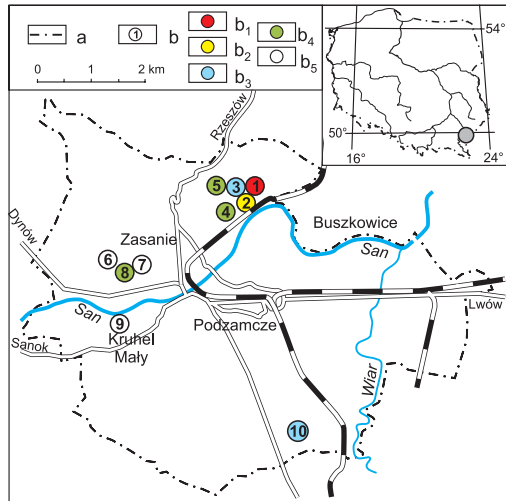 a
1 b
b1
b2
b3
b4
b5
0 1 2 km
54°
50°
16° 24°
Rzeszów
Dynów
5 3 1
2
4
Zasanie
Buszkowice
San
6 8 7
San
9
Kruhel
Mały
Sanok
Podzamcze
Lwów
Wiar
10